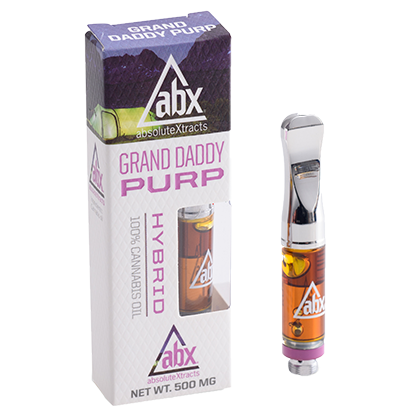 GRAND
DADDY
PURP
abx
absoluteXtracts
GRAND DADDY
PURP
HYBRID
100% CANNABIS OIL
abx
absoluteXtracts
NET WT. 500 MG
abx
abx